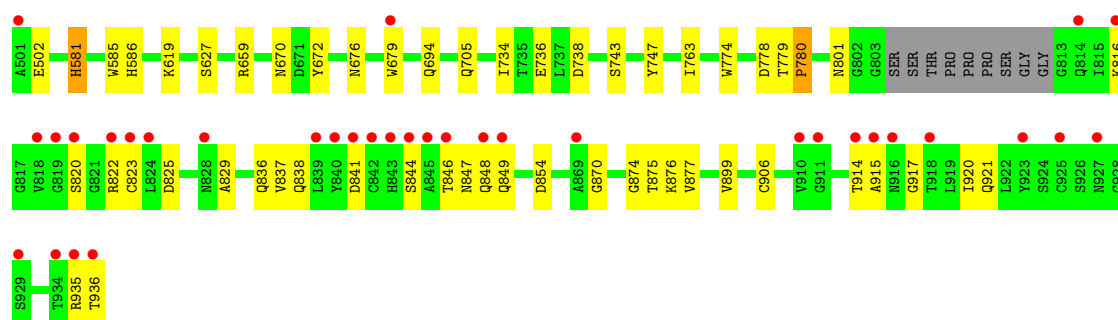 A501 E502 H581 W585 H586 K619 S627 R659 N670 D671 Y672 N676 W679 Q694 Q705 I734 T735 E736 L737 D738 S743 Y747 I763 W774 D778 T779 P780 N801 G802 G803 SER SER THR PRO PRO PRO SER GLY GLY G813 Q814 I815 K816
G817 V818 G819 S820 G821 R822 C823 L824 D825 N828 A829 Q836 V837 Q838 L839 Y840 D841 C842 H843 S844 A845 T846 N847 Q848 Q849 D854 A869 G870 G874 T875 K876 V877 V899 C906 V910 G911 T914 A915 N916 G917 T918 L919 I920 Q921 L922 Y923 S924 C925 S926 N927 G928
S929 T934 R935 T936